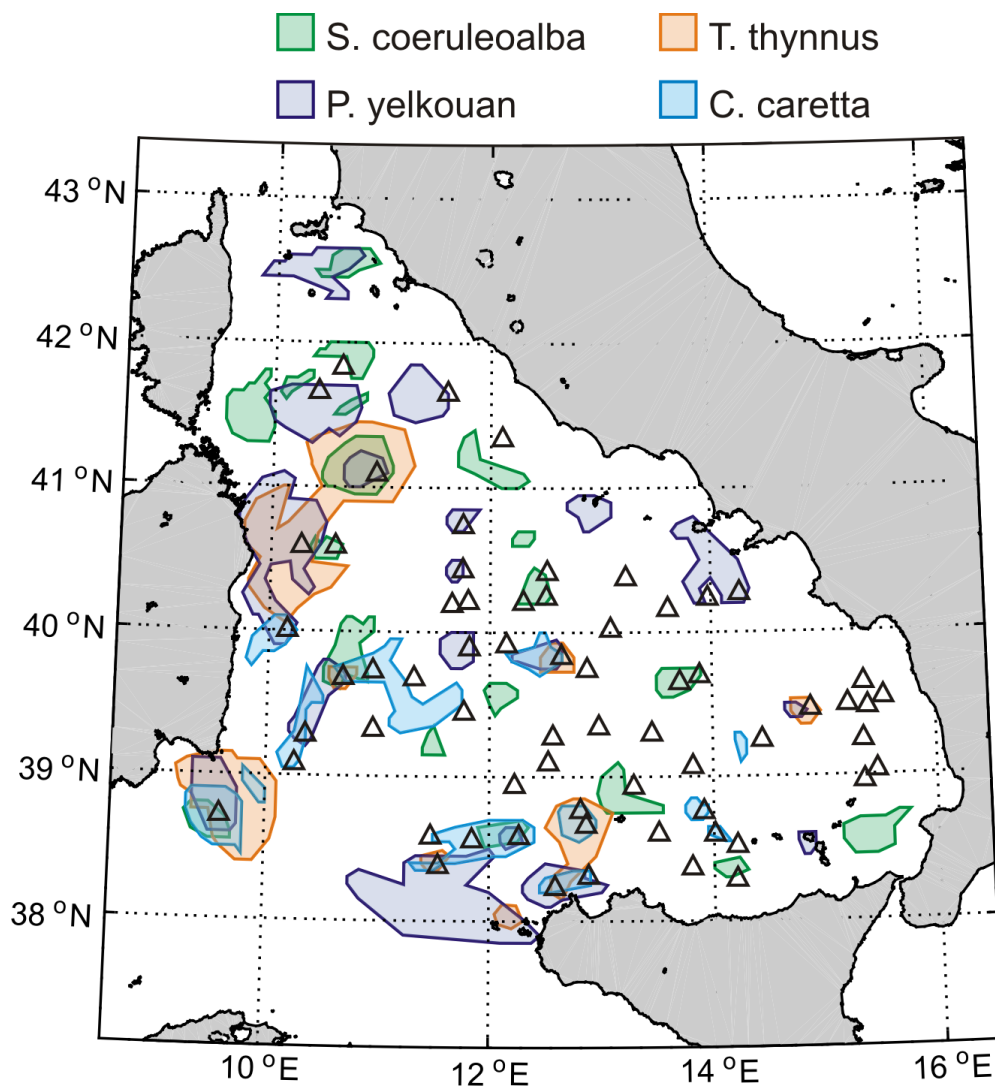 S. coeruleoalba T. thynnus
P. yelkouan C. caretta
43 °N
42 °N
41 °N
40 °N
39 °N
38 °N
10 °E 12 °E 14 °E 16 °E